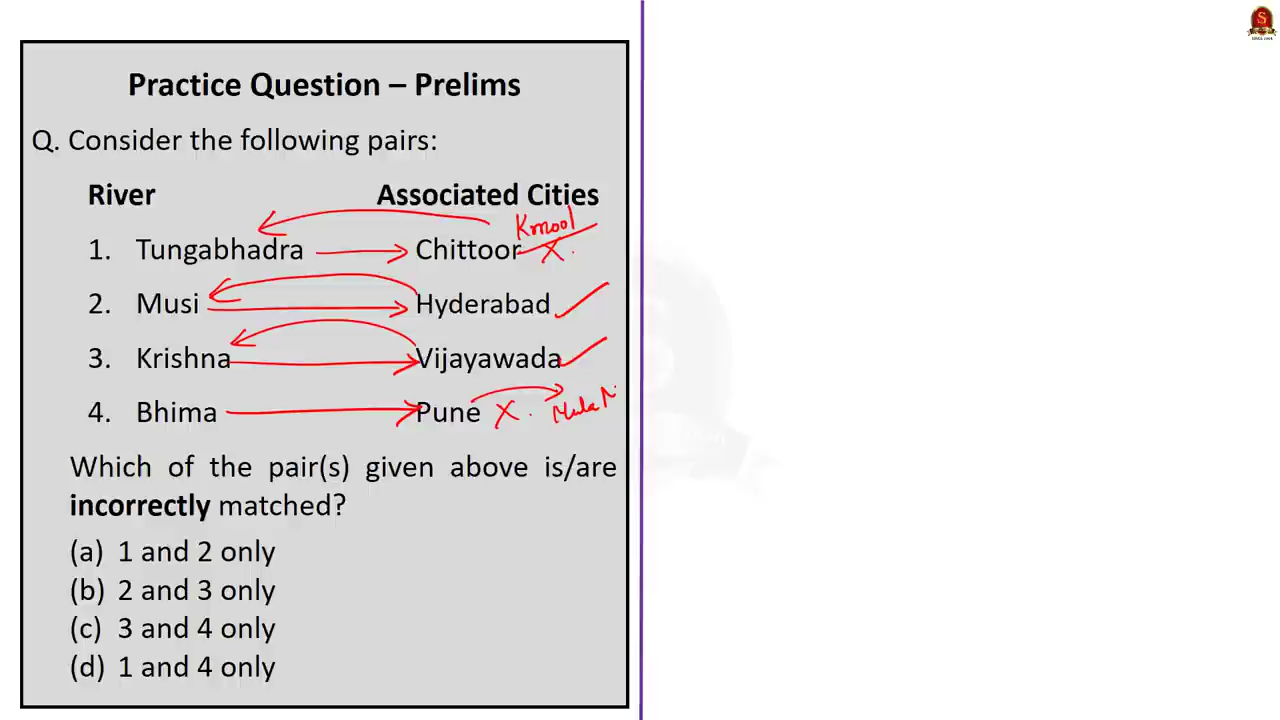 Practice Question – Prelims
Q. Consider the following pairs:
River Associated Cities
Kurnool
1. Tungabhadra Chittoor X
2. Musi Hyderabad
3. Krishna Vijayawada
4. Bhima Pune X Mula M
Which of the pair(s) given above is/are
incorrectly matched?
(a) 1 and 2 only
(b) 2 and 3 only
(c) 3 and 4 only
(d) 1 and 4 only